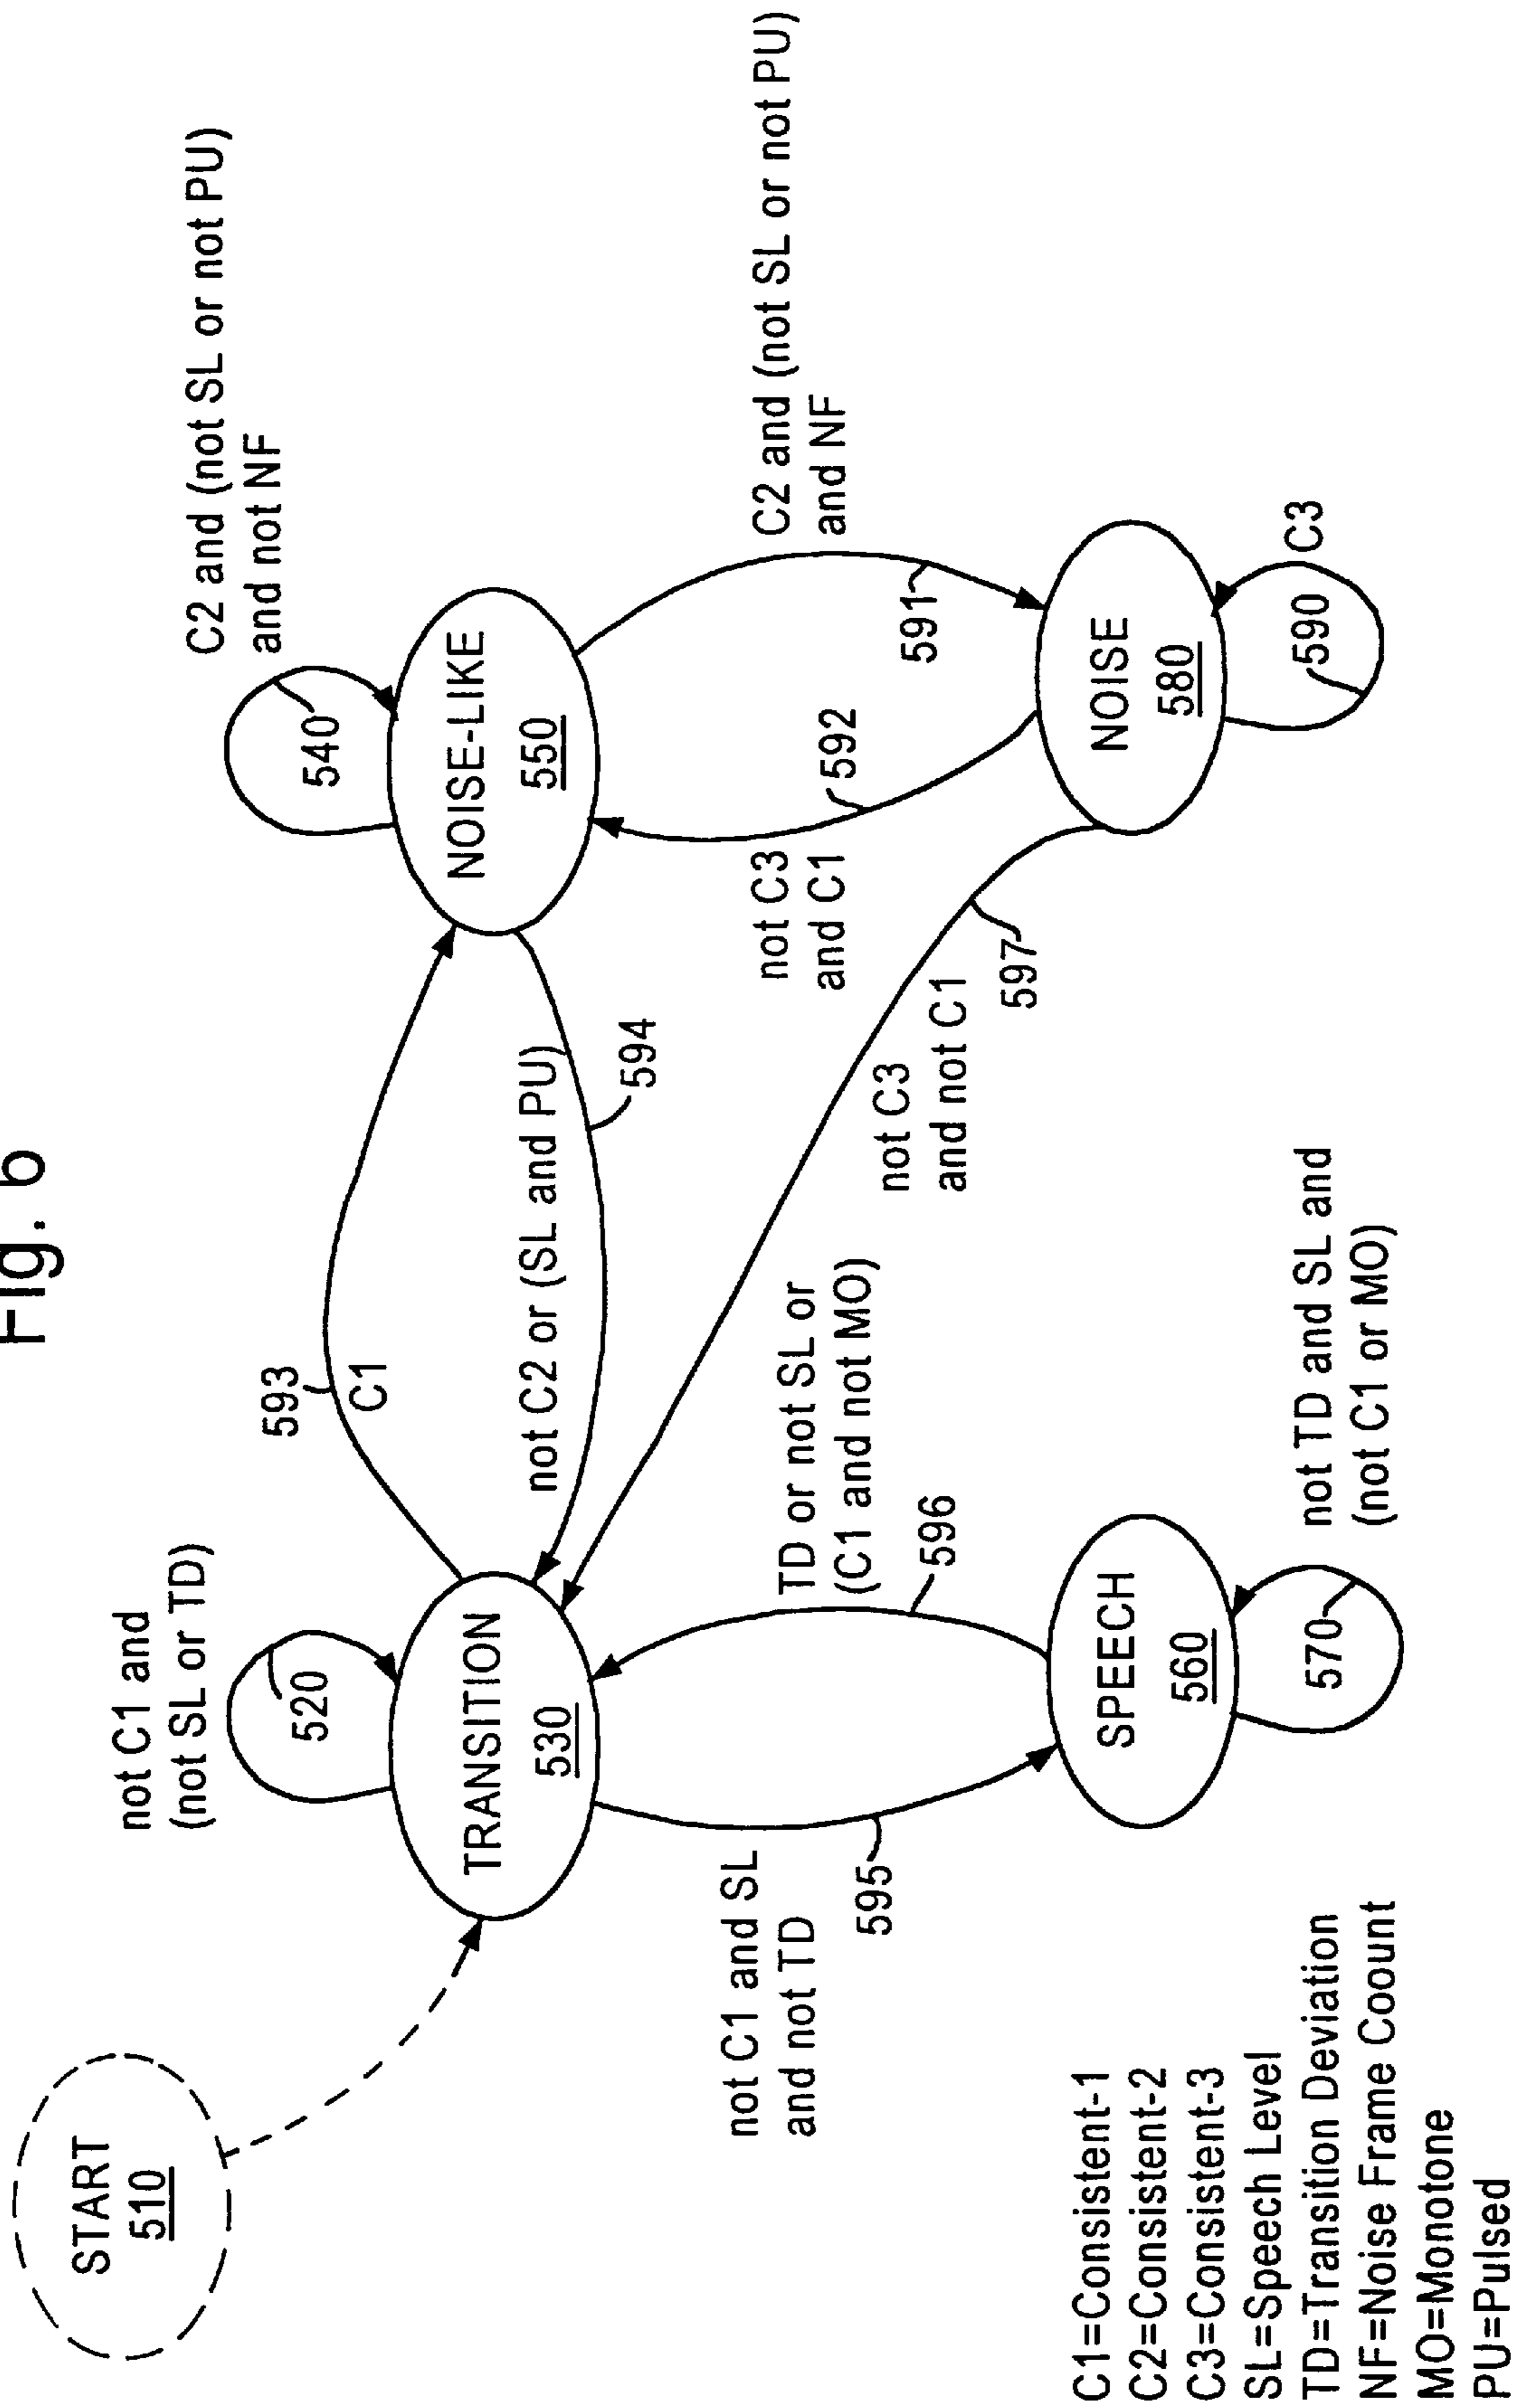 Fig. 6
START
510
not C1 and
(not SL or TD)
520
TRANSITION
530
593
C1
not C2 or (SL and PU)
594
C2 and (not SL or not PU)
and not NF
540
NOISE-LIKE
550
C2 and (not SL or not PU)
and NF
591
not C3
and C1
592
not C3
and not C1
597
NOISE
580
C3
590
not C1 and SL
and not TD
595
TD or not SL or
(C1 and not MO)
596
SPEECH
560
570
not TD and SL and
(not C1 or MO)
C1=Consistent-1
C2=Consistent-2
C3=Consistent-3
SL=Speech Level
TD=Transition Deviation
NF=Noise Frame Coount
MO=Monotone
PU=Pulsed